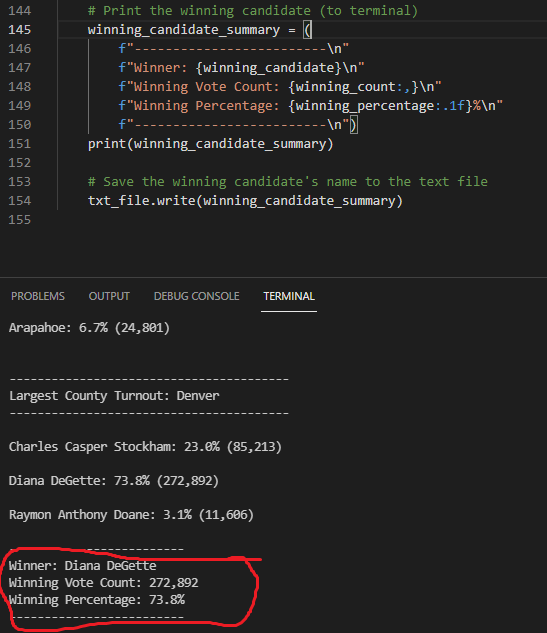 144 # Print the winning candidate (to terminal)
145 winning_candidate_summary = (
146 f"-------------------------\n"
147 f"Winner: {winning_candidate}\n"
148 f"Winning Vote Count: {winning_count:,}\n"
149 f"Winning Percentage: {winning_percentage:.1f}%\n"
150 f"-------------------------\n")
151 print(winning_candidate_summary)
152
153 # Save the winning candidate's name to the text file
154 txt_file.write(winning_candidate_summary)
155
PROBLEMS OUTPUT DEBUG CONSOLE TERMINAL
Arapahoe: 6.7% (24,801)
----------------------------------------
Largest County Turnout: Denver
----------------------------------------
Charles Casper Stockham: 23.0% (85,213)
Diana DeGette: 73.8% (272,892)
Raymon Anthony Doane: 3.1% (11,606)
-------------------------
Winner: Diana DeGette
Winning Vote Count: 272,892
Winning Percentage: 73.8%
-------------------------